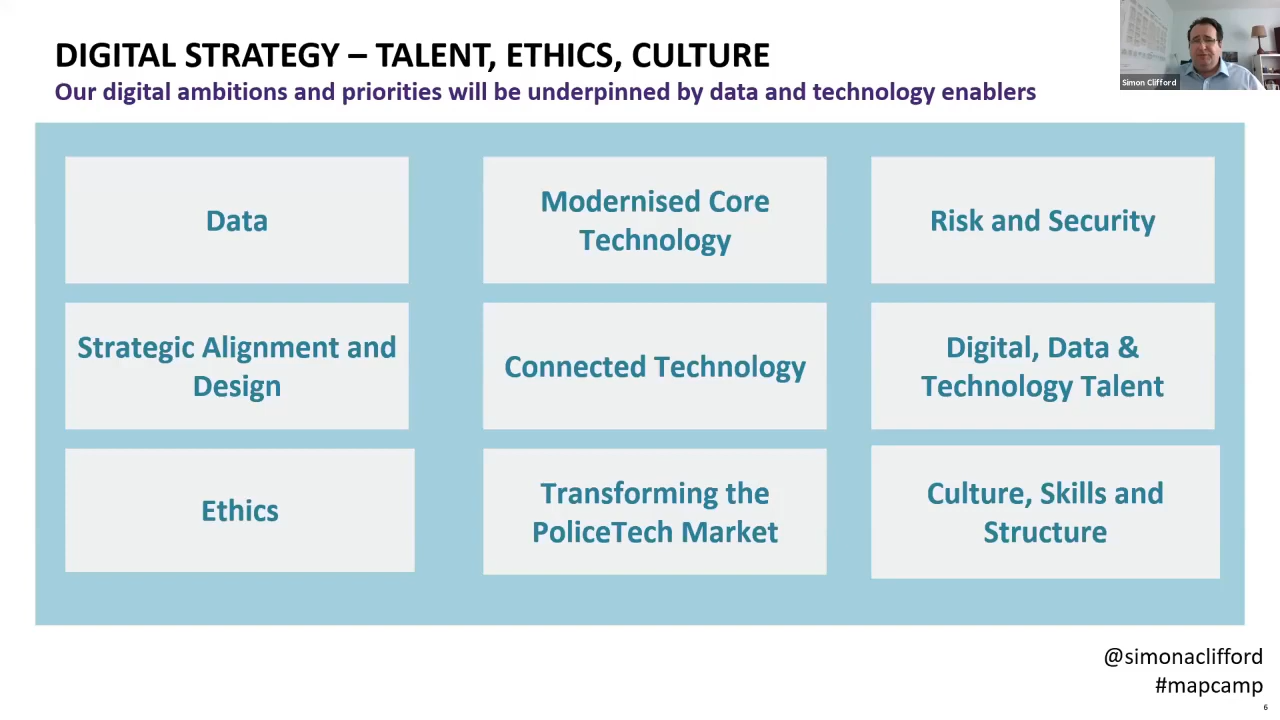 DIGITAL STRATEGY – TALENT, ETHICS, CULTURE
Our digital ambitions and priorities will be underpinned by data and technology enablers
Simon Clifford
Data
Modernised Core
Technology
Risk and Security
Strategic Alignment and
Design
Connected Technology
Digital, Data &
Technology Talent
Ethics
Transforming the
PoliceTech Market
Culture, Skills and
Structure
@simonaclifford
#mapcamp
6